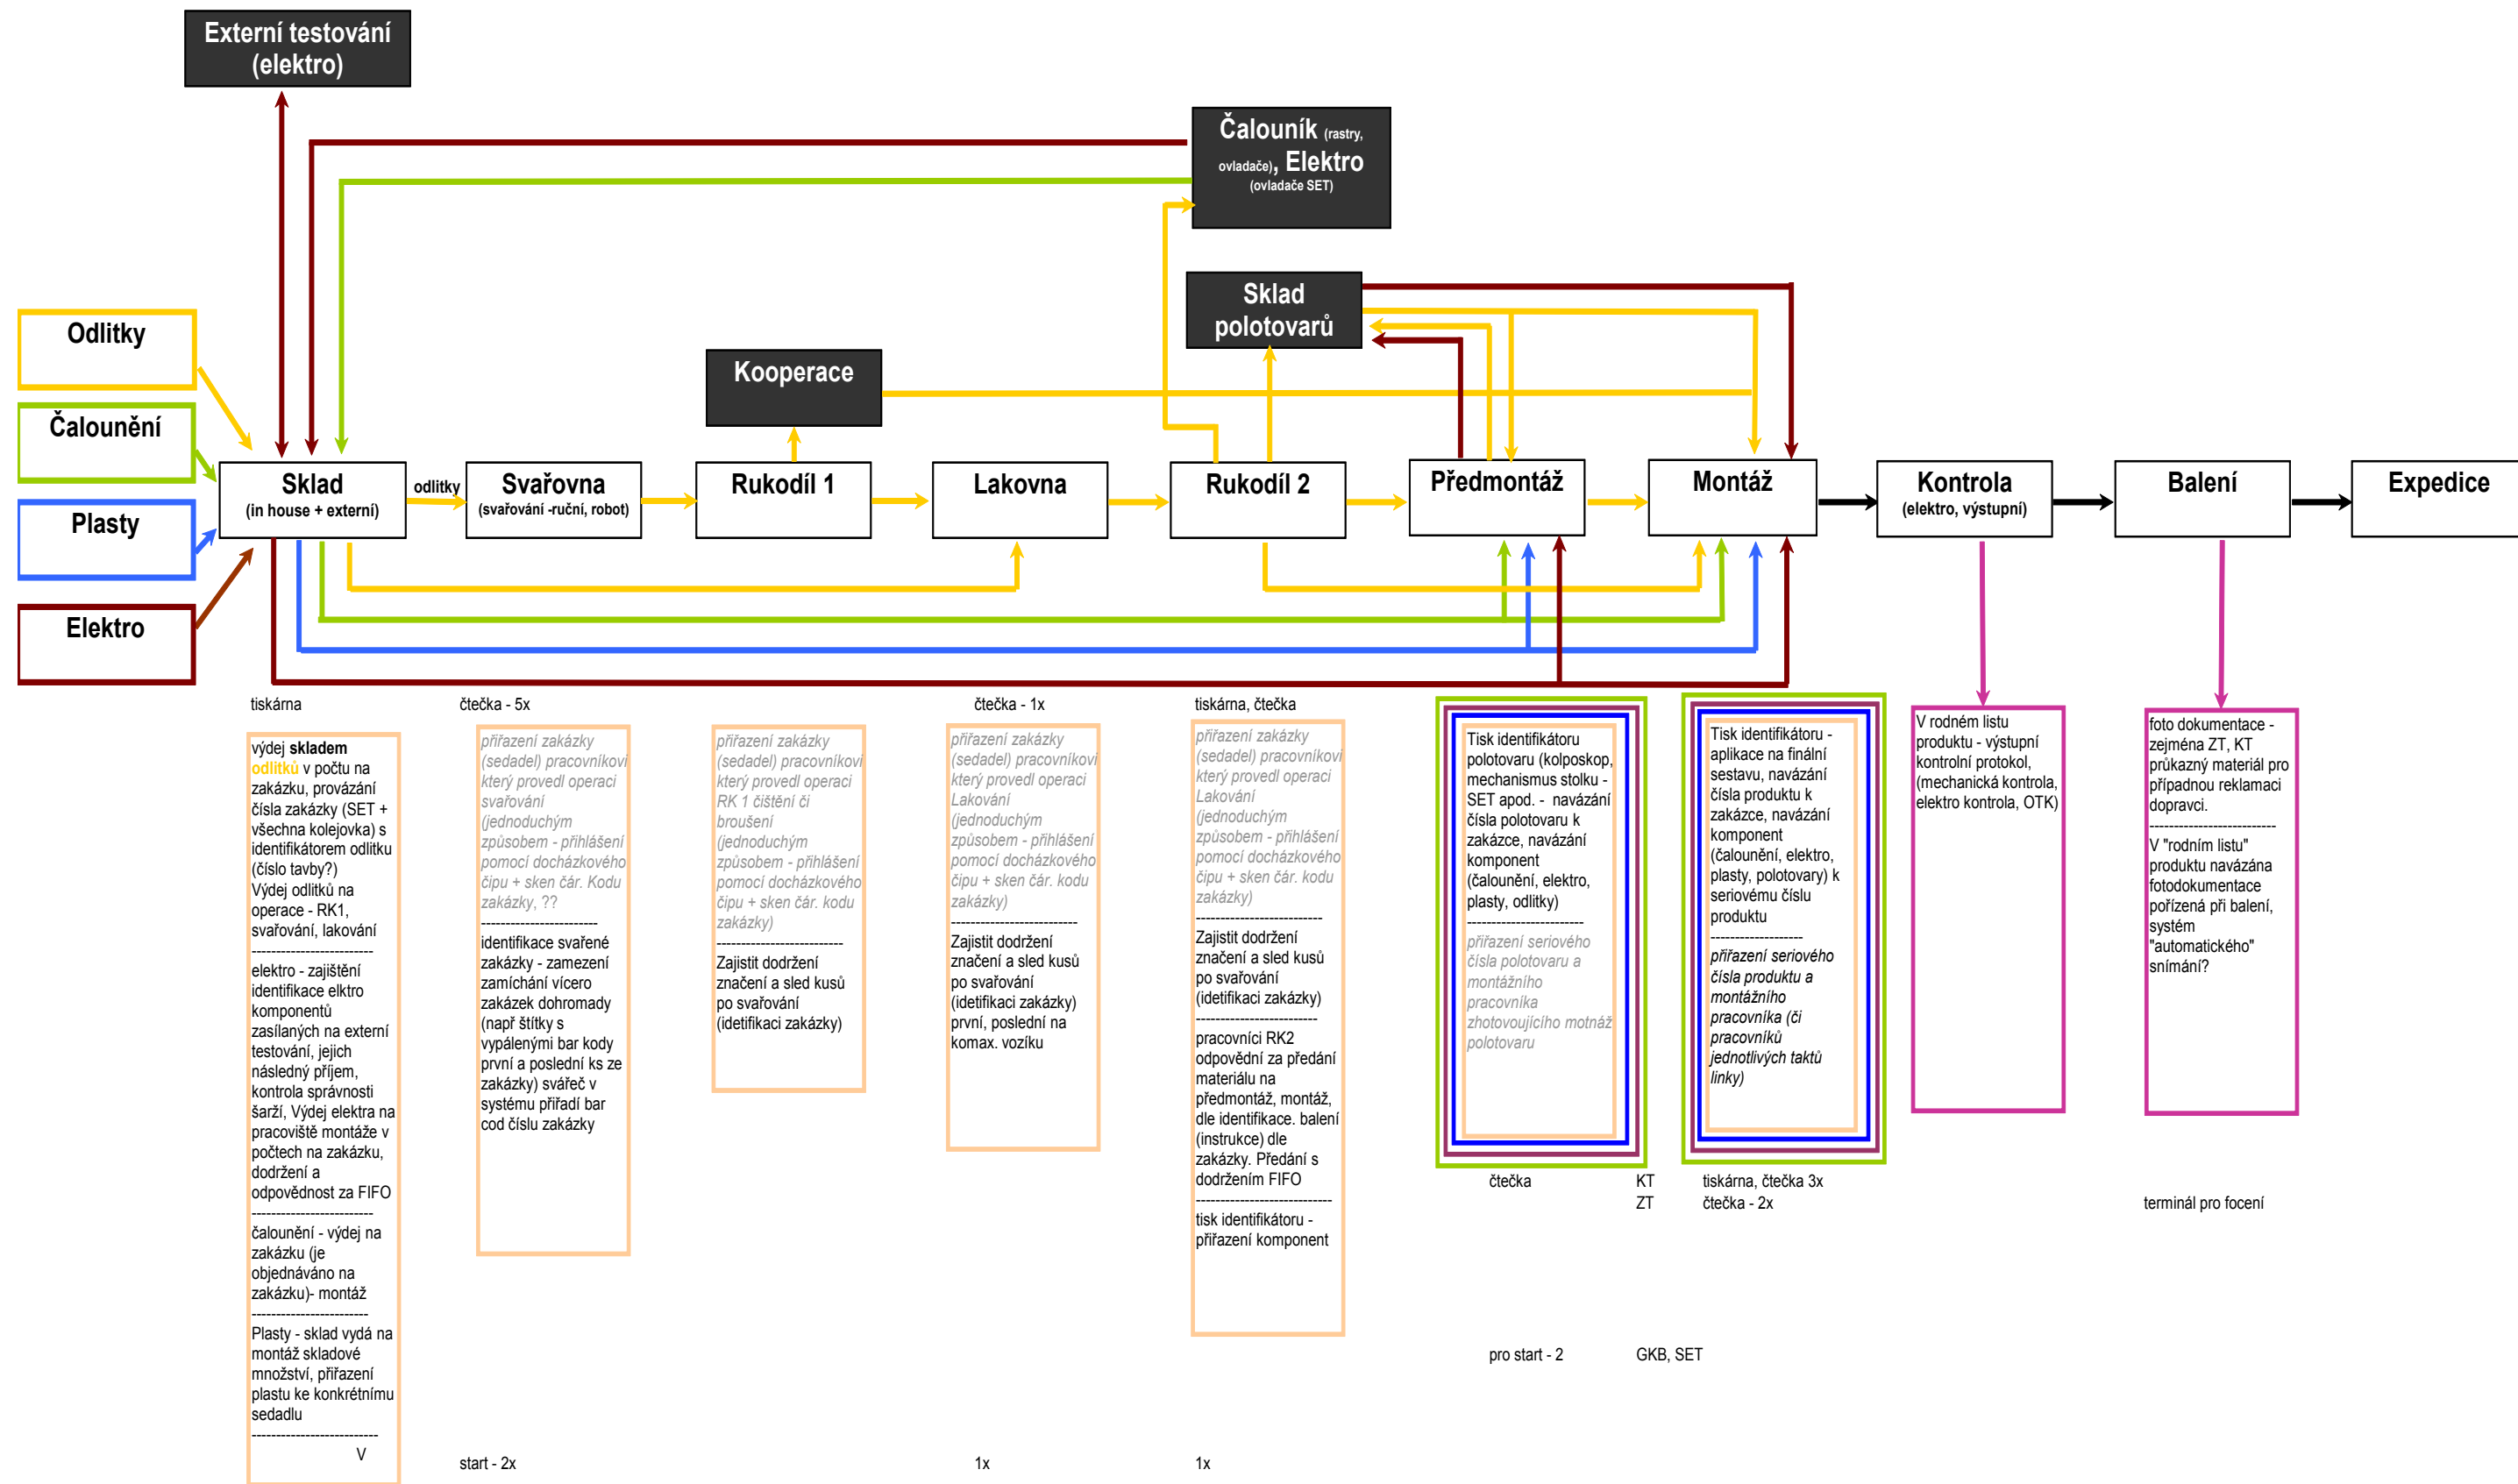 Externí testování
(elektro)
Čalouník (rastry,
ovladače), Elektro
(ovladače SET)
Sklad
polotovarů
Odlitky
Kooperace
Čalounění
Plasty
Elektro
Sklad
(in house + externí)
odlitky
Svařovna
(svařování -ruční, robot)
Rukodíl 1
Lakovna
Rukodíl 2
Předmontáž
Montáž
Kontrola
(elektro, výstupní)
Balení
Expedice
tiskárna
čtečka - 5x
čtečka - 1x
tiskárna, čtečka
výdej skladem
odlitků v počtu na
zakázku, provázání
čísla zakázky (SET +
všechna kolejovka) s
identifikátorem odlitku
(číslo tavby?)
Výdej odlitků na
operace - RK1,
svařování, lakování
-------------------------
elektro - zajištění
identifikace elktro
komponentů
zasílaných na externí
testování, jejich
následný příjem,
kontrola správnosti
šarží, Výdej elektra na
pracoviště montáže v
počtech na zakázku,
dodržení a
odpovědnost za FIFO
-------------------------
čalounění - výdej na
zakázku (je
objednáváno na
zakázku)- montáž
------------------------
Plasty - sklad vydá na
montáž skladové
množství, přiřazení
plastu ke konkrétnímu
sedadlu
--------------------------
V
přiřazení zakázky
(sedadel) pracovníkovi
který provedl operaci
svařování
(jednoduchým
způsobem - přihlášení
pomocí docházkového
čipu + sken čár. Kodu
zakázky, ??
------------------------
identifikace svařené
zakázky - zamezení
zamíchání vícero
zakázek dohromady
(např štítky s
vypálenými bar kody
první a poslední ks ze
zakázky) svářeč v
systému přiřadí bar
cod číslu zakázky
přiřazení zakázky
(sedadel) pracovníkovi
který provedl operaci
RK 1 čištění či
broušení
(jednoduchým
způsobem - přihlášení
pomocí docházkového
čipu + sken čár. kodu
zakázky)
--------------------------
Zajistit dodržení
značení a sled kusů
po svařování
(idetifikaci zakázky)
přiřazení zakázky
(sedadel) pracovníkovi
který provedl operaci
Lakování
(jednoduchým
způsobem - přihlášení
pomocí docházkového
čipu + sken čár. kodu
zakázky)
--------------------------
Zajistit dodržení
značení a sled kusů
po svařování
(idetifikaci zakázky)
první, poslední na
komax. vozíku
přiřazení zakázky
(sedadel) pracovníkovi
který provedl operaci
Lakování
(jednoduchým
způsobem - přihlášení
pomocí docházkového
čipu + sken čár. kodu
zakázky)
--------------------------
Zajistit dodržení
značení a sled kusů
po svařování
(idetifikaci zakázky)
-------------------------
pracovníci RK2
odpovědní za předání
materiálu na
předmontáž, montáž,
dle identifikace. balení
(instrukce) dle
zakázky. Předání s
dodržením FIFO
----------------------------
tisk identifikátoru -
přiřazení komponent
Tisk identifikátoru
polotovaru (kolposkop,
mechanismus stolku -
SET apod. - navázání
čísla polotovaru k
zakázce, navázání
komponent
(čalounění, elektro,
plasty, odlitky)
------------------------
přiřazení seriového
čísla polotovaru a
montážního
pracovníka
zhotovoujícího motnáž
polotovaru
Tisk identifikátoru -
aplikace na finální
sestavu, navázání
čísla produktu k
zakázce, navázání
komponent
(čalounění, elektro,
plasty, polotovary) k
seriovému číslu
produktu
-------------------
přiřazení seriového
čísla produktu a
montážního
pracovníka (či
pracovníků
jednotlivých taktů
linky)
V rodném listu
produktu - výstupní
kontrolní protokol,
(mechanická kontrola,
elektro kontrola, OTK)
foto dokumentace -
zejména ZT, KT
průkazný materiál pro
případnou reklamaci
dopravci.
--------------------------
V "rodním listu"
produktu navázána
fotodokumentace
pořízená při balení,
systém
"automatického"
snímání?
čtečka
KT
tiskárna, čtečka 3x
ZT
čtečka - 2x
terminál pro focení
pro start - 2
GKB, SET
start - 2x
1x
1x